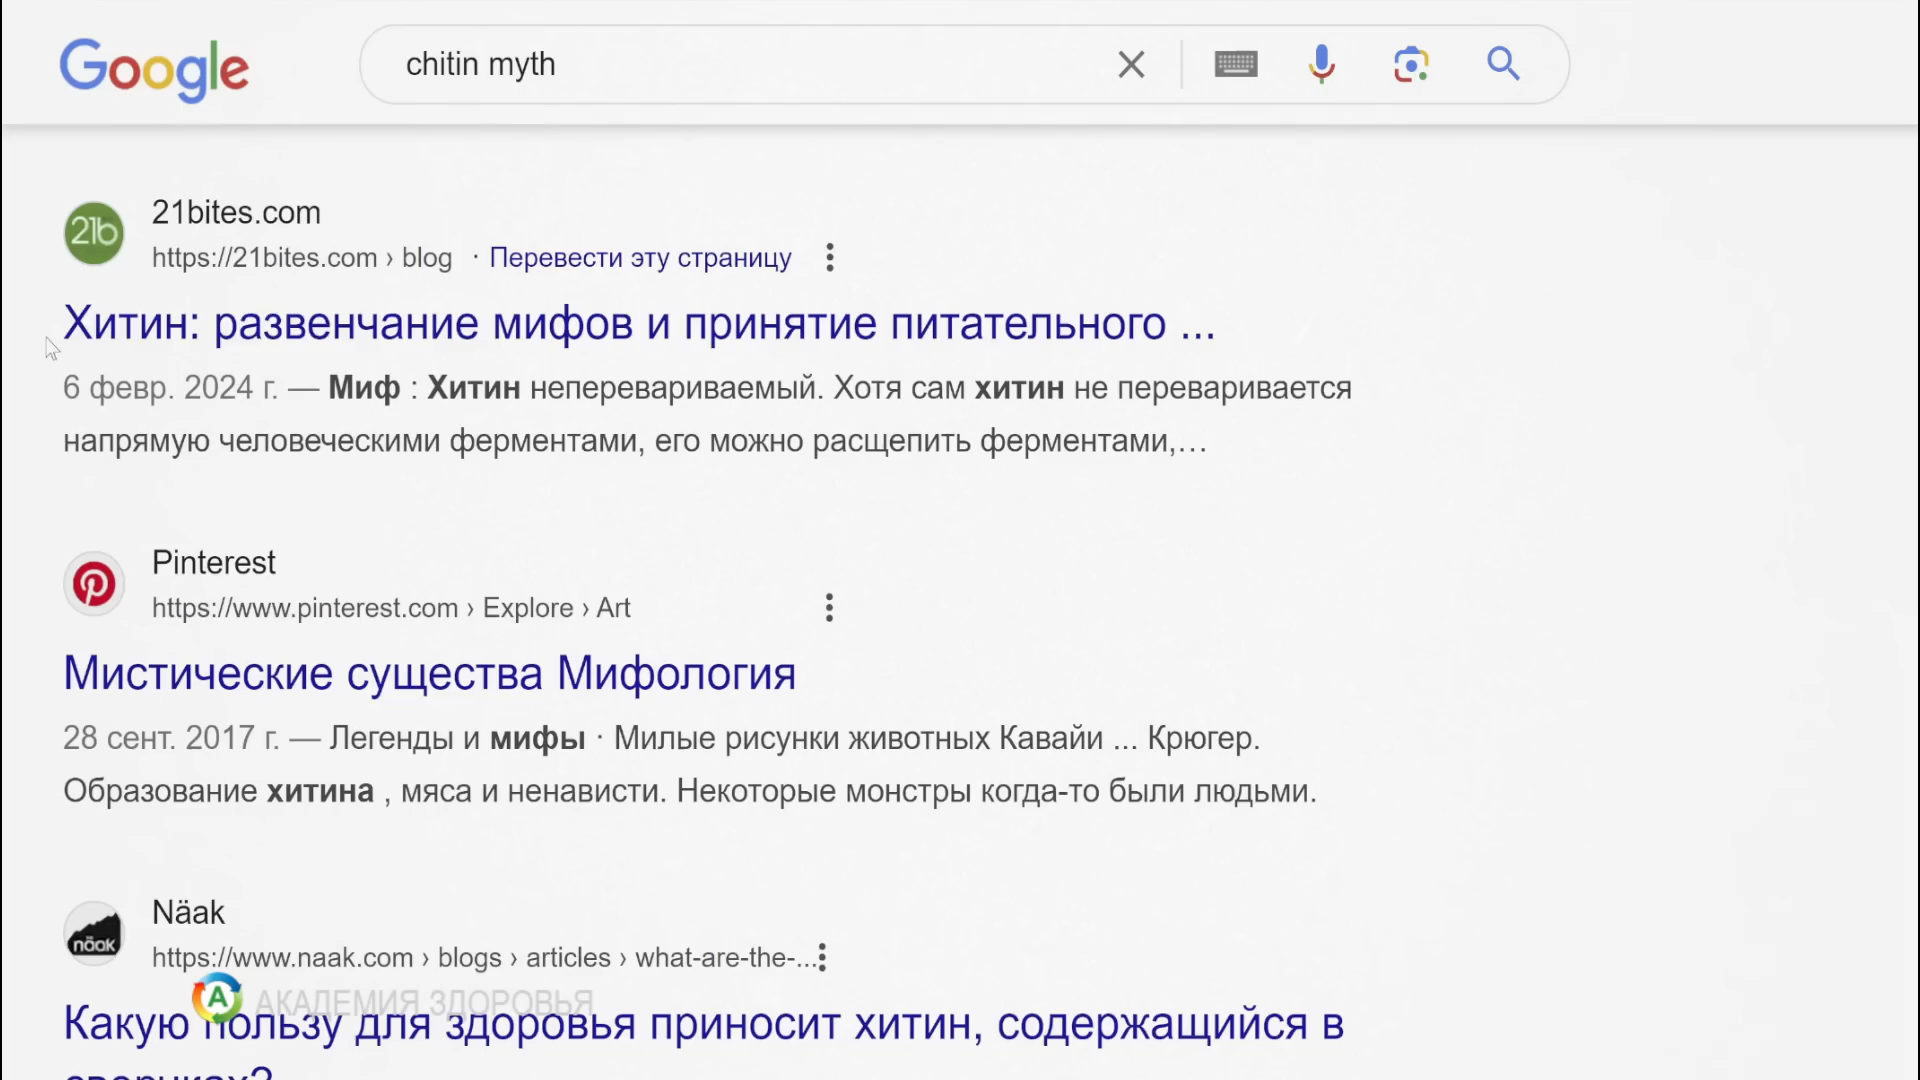 Google
chitin myth
21b
21bites.com
https://21bites.com › blog · Перевести эту страницу
Хитин: развенчание мифов и принятие питательного ...
6 февр. 2024 г. — Миф : Хитин неперевариваемый. Хотя сам хитин не переваривается
напрямую человеческими ферментами, его можно расщепить ферментами,…
Pinterest
https://www.pinterest.com › Explore › Art
Мистические существа Мифология
28 сент. 2017 г. — Легенды и мифы · Милые рисунки животных Кавайи ... Крюгер.
Образование хитина , мяса и ненависти. Некоторые монстры когда-то были людьми.
näak
Näak
https://www.naak.com › blogs › articles › what-are-the-...
А АКАДЕМИЯ ЗДОРОВЬЯ
Какую пользу для здоровья приносит хитин, содержащийся в